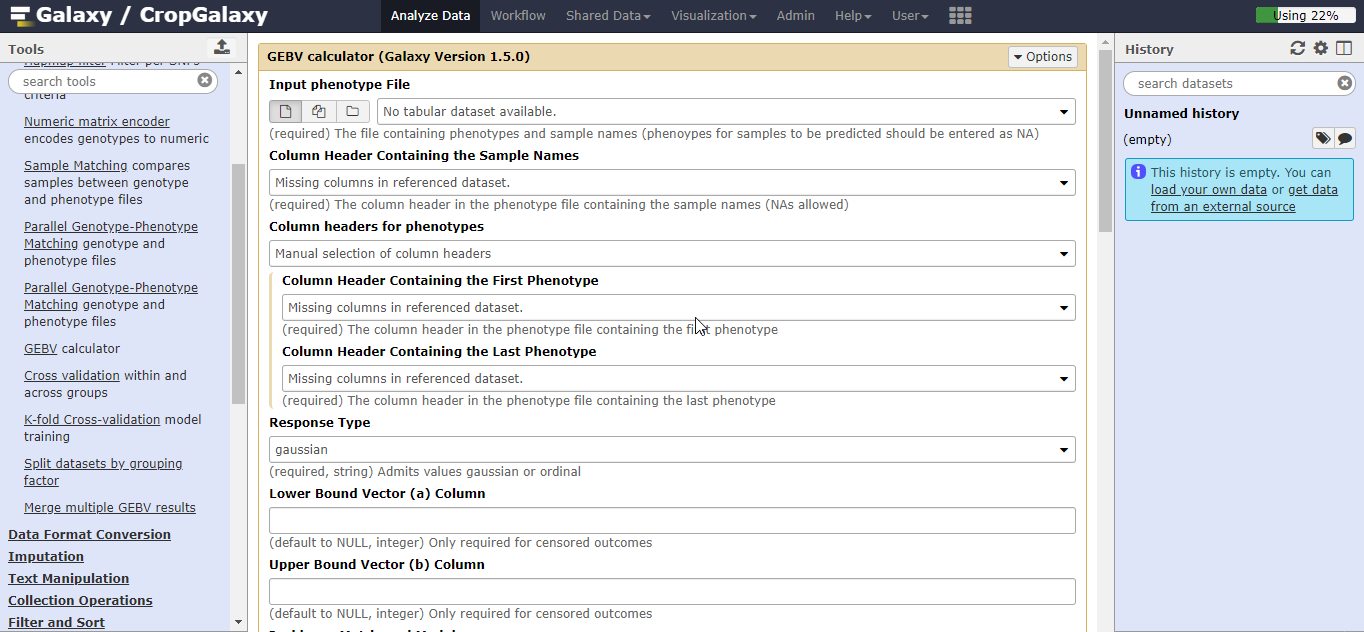 Galaxy / CropGalaxy
Analyze Data
Workflow
Shared Data
Visualization
Admin
Help
User
Using 22%
Tools
search tools
criteria
Numeric matrix encoder
encodes genotypes to numeric
Sample Matching compares
samples between genotype
and phenotype files
Parallel Genotype-Phenotype
Matching genotype and
phenotype files
Parallel Genotype-Phenotype
Matching genotype and
phenotype files
GEBV calculator
Cross validation within and
across groups
K-fold Cross-validation model
training
Split datasets by grouping
factor
Merge multiple GEBV results
Data Format Conversion
Imputation
Text Manipulation
Collection Operations
Filter and Sort
GEBV calculator (Galaxy Version 1.5.0)
Options
Input phenotype File
No tabular dataset available.
(required) The file containing phenotypes and sample names (phenoypes for samples to be predicted should be entered as NA)
Column Header Containing the Sample Names
Missing columns in referenced dataset.
(required) The column header in the phenotype file containing the sample names (NAs allowed)
Column headers for phenotypes
Manual selection of column headers
Column Header Containing the First Phenotype
Missing columns in referenced dataset.
(required) The column header in the phenotype file containing the first phenotype
Column Header Containing the Last Phenotype
Missing columns in referenced dataset.
(required) The column header in the phenotype file containing the last phenotype
Response Type
gaussian
(required, string) Admits values gaussian or ordinal
Lower Bound Vector (a) Column
(default to NULL, integer) Only required for censored outcomes
Upper Bound Vector (b) Column
(default to NULL, integer) Only required for censored outcomes
History
search datasets
Unnamed history
(empty)
This history is empty. You can
load your own data or get data
from an external source